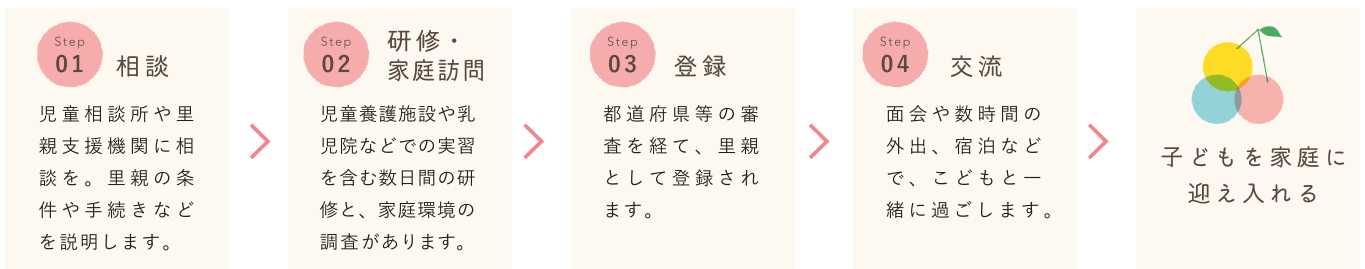 Step
01 相談
児童相談所や里
親支援機関に相
談を。里親の条
件や手続きなど
を説明します。
Step
02 研修・
家庭訪問
児童養護施設や乳
児院などでの実習
を含む数日間の研
修と、家庭環境の
調査があります。
Step
03 登録
都道府県等の審
査を経て、里親
として登録され
ます。
Step
04 交流
面会や数時間の
外出、宿泊など
で、こどもと一
緒に過ごします。
子どもを家庭に
迎え入れる